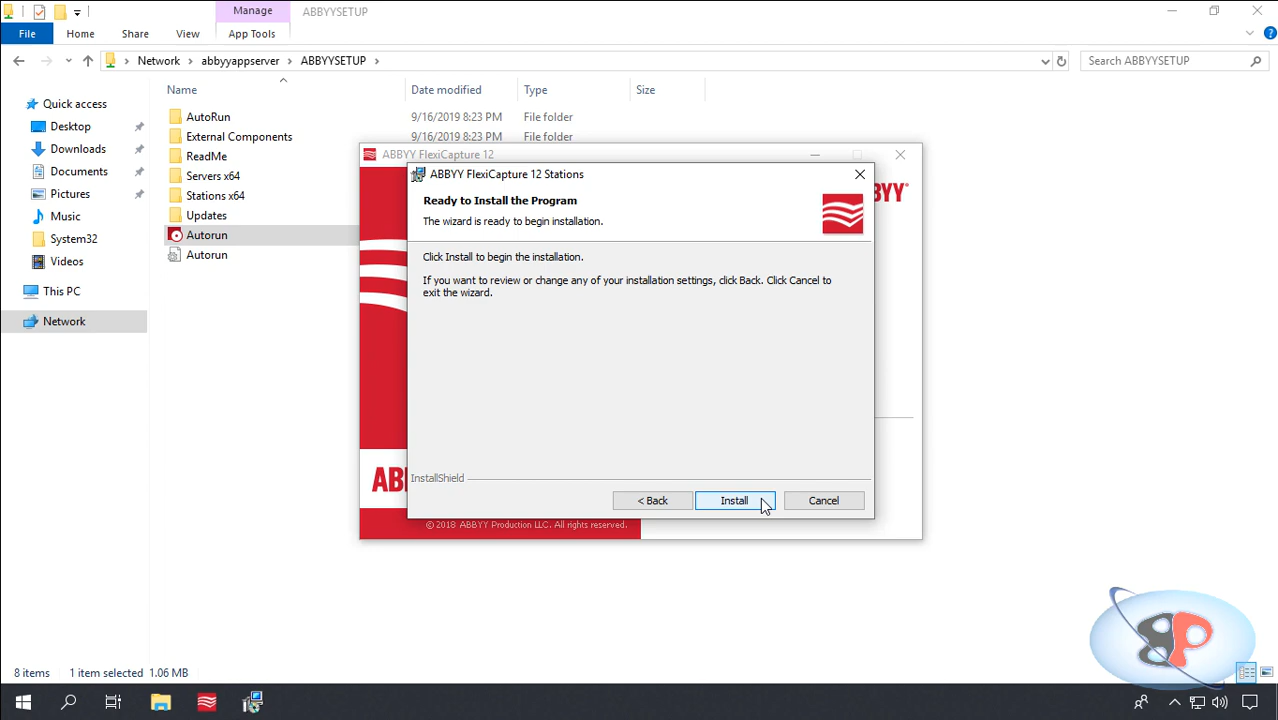 Manage
ABBYYSETUP
File
Home
Share
View
App Tools
Network
abbyyappserver
ABBYYSETUP
Search ABBYYSETUP
Quick access
Desktop
Downloads
Documents
Pictures
Music
System32
Videos
This PC
Network
Name
Date modified
Type
Size
AutoRun
9/16/2019 8:23 PM
File folder
External Components
9/16/2019 8:23 PM
File folder
ReadMe
Servers x64
Stations x64
Updates
Autorun
Autorun
ABBYY FlexiCapture 12
ABBYY FlexiCapture 12 Stations
Ready to Install the Program
The wizard is ready to begin installation.
Click Install to begin the installation.
If you want to review or change any of your installation settings, click Back. Click Cancel to
exit the wizard.
InstallShield
< Back
Install
Cancel
© 2018 ABBYY Production LLC. All rights reserved.
8 items
1 item selected 1.06 MB
BP